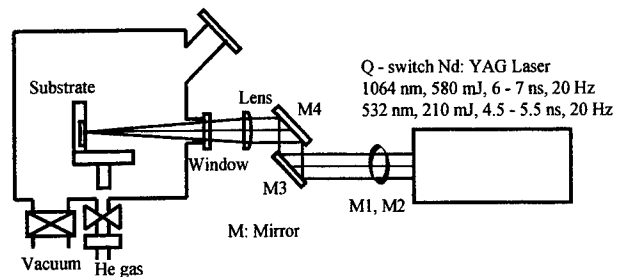 Q - switch Nd: YAG Laser
1064 nm, 580 mJ, 6 - 7 ns, 20 Hz
532 nm, 210 mJ, 4.5 - 5.5 ns, 20 Hz
Substrate
Lens
M4
Window
M3
M1, M2
M: Mirror
Vacuum
He gas